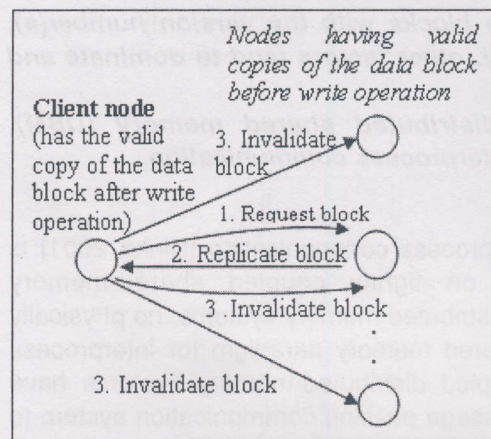 Nodes having valid
copies of the data block
before write operation
Client node
(has the valid
copy of the data
block after write
operation)
3. Invalidate
block
1. Request block
2. Replicate block
3. Invalidate block
3. Invalidate block